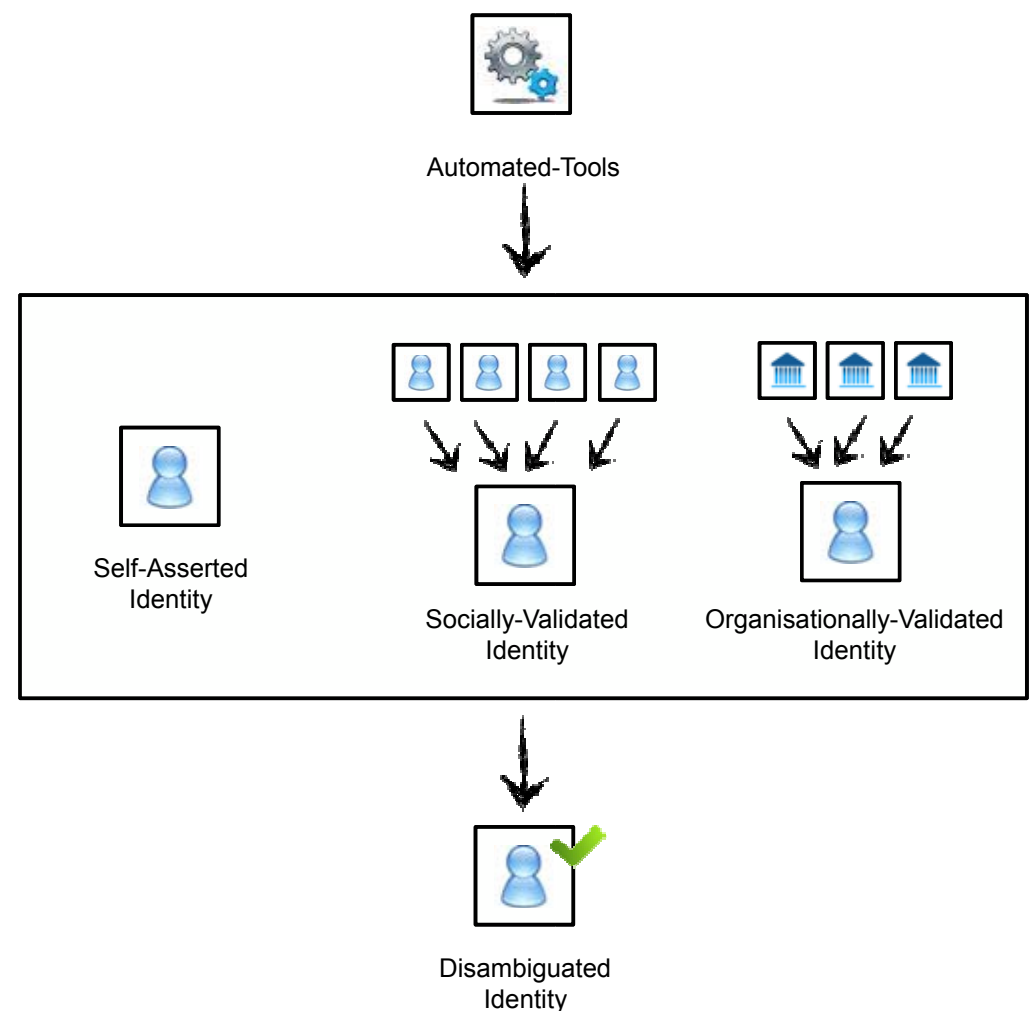 Automated-Tools
Self-Asserted
Identity
Socially-Validated
Identity
Organisationally-Validated
Identity
Disambiguated
Identity